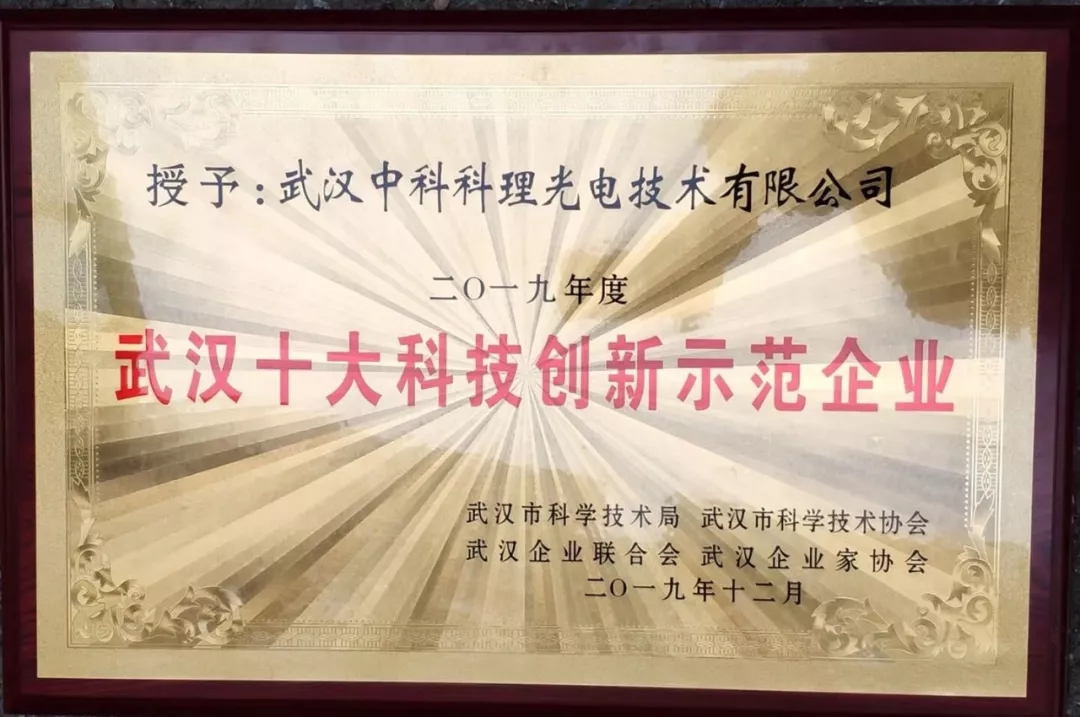 授予:武汉中科科理光电技术有限公司
二〇一九年度
武汉十大科技创新示范企业
武汉市科学技术局 武汉市科学技术协会
武汉企业联合会 武汉企业家协会
二〇一九年十二月